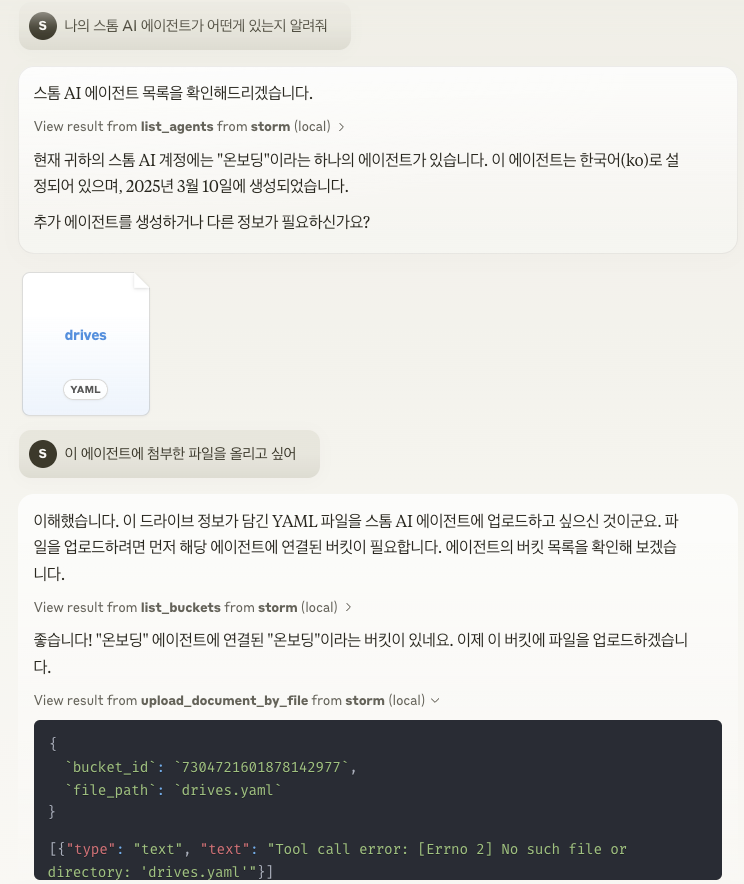 S 나의 스톰 AI 에이전트가 어떤게 있는지 알려줘
스톰 AI 에이전트 목록을 확인해드리겠습니다.
View result from list_agents from storm (local)
현재 귀하의 스톰 AI 계정에는 "온보딩"이라는 하나의 에이전트가 있습니다. 이 에이전트는 한국어(ko)로 설
정되어 있으며, 2025년 3월 10일에 생성되었습니다.
추가 에이전트를 생성하거나 다른 정보가 필요하신가요?
drives
YAML
S 이 에이전트에 첨부한 파일을 올리고 싶어
이해했습니다. 이 드라이브 정보가 담긴 YAML 파일을 스톰 AI 에이전트에 업로드하고 싶으신 것이군요. 파
일을 업로드하려면 먼저 해당 에이전트에 연결된 버킷이 필요합니다. 에이전트의 버킷 목록을 확인해 보겠습
니다.
View result from list_buckets from storm (local)
좋습니다! "온보딩" 에이전트에 연결된 "온보딩"이라는 버킷이 있네요. 이제 이 버킷에 파일을 업로드하겠습니
다.
View result from upload_document_by_file from storm (local)
{
`bucket_id`: `7304721601878142977`,
`file_path`: `drives.yaml`
}
[{"type": "text", "text": "Tool call error: [Errno 2] No such file or
directory: 'drives.yaml'"}]